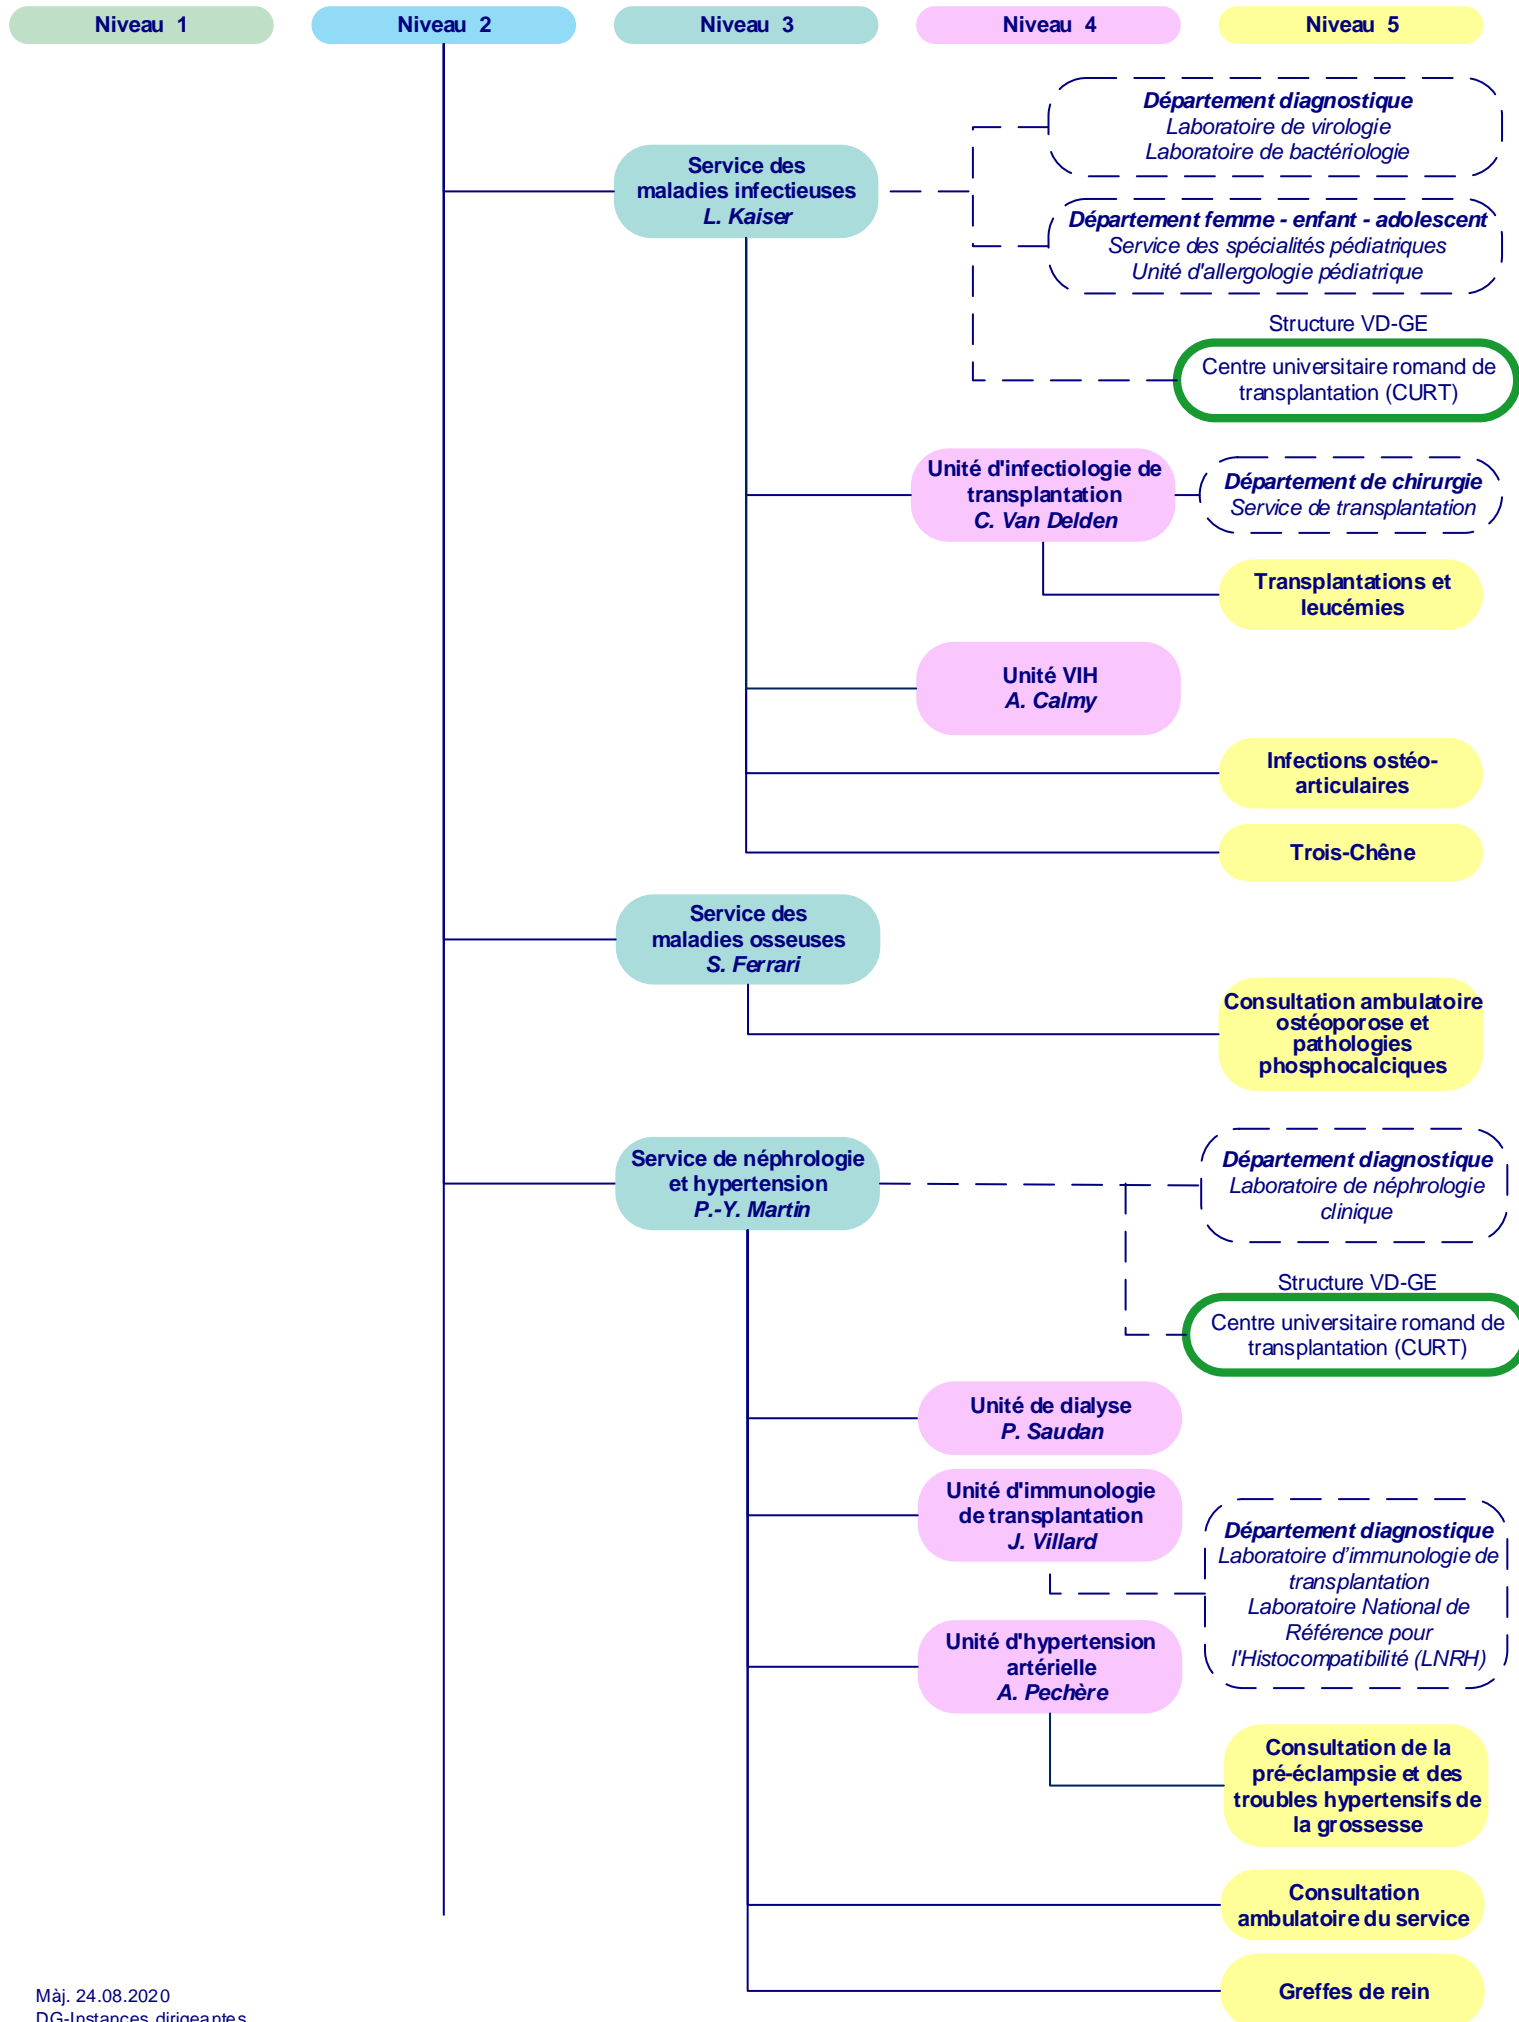 Niveau 1
Niveau 2
Niveau 3
Niveau 4
Niveau 5
Département diagnostique
Laboratoire de virologie
Laboratoire de bactériologie
Service des
maladies infectieuses
L. Kaiser
Département femme - enfant - adolescent
Service des spécialités pédiatriques
Unité d'allergologie pédiatrique
Structure VD-GE
Centre universitaire romand de
transplantation (CURT)
Unité d'infectiologie de
transplantation
C. Van Delden
Département de chirurgie
Service de transplantation
Transplantations et
leucémies
Unité VIH
A. Calmy
Infections ostéo-
articulaires
Trois-Chêne
Service des
maladies osseuses
S. Ferrari
Consultation ambulatoire
ostéoporose et
pathologies
phosphocalciques
Service de néphrologie
et hypertension
P.-Y. Martin
Département diagnostique
Laboratoire de néphrologie
clinique
Structure VD-GE
Centre universitaire romand de
transplantation (CURT)
Unité de dialyse
P. Saudan
Unité d'immunologie
de transplantation
J. Villard
Département diagnostique
Laboratoire d’immunologie de
transplantation
Laboratoire National de
Référence pour
l'Histocompatibilité (LNRH)
Unité d'hypertension
artérielle
A. Pechère
Consultation de la
pré-éclampsie et des
troubles hypertensifs de
la grossesse
Consultation
ambulatoire du service
Greffes de rein
Màj. 24.08.2020
DG-Instances dirigeantes